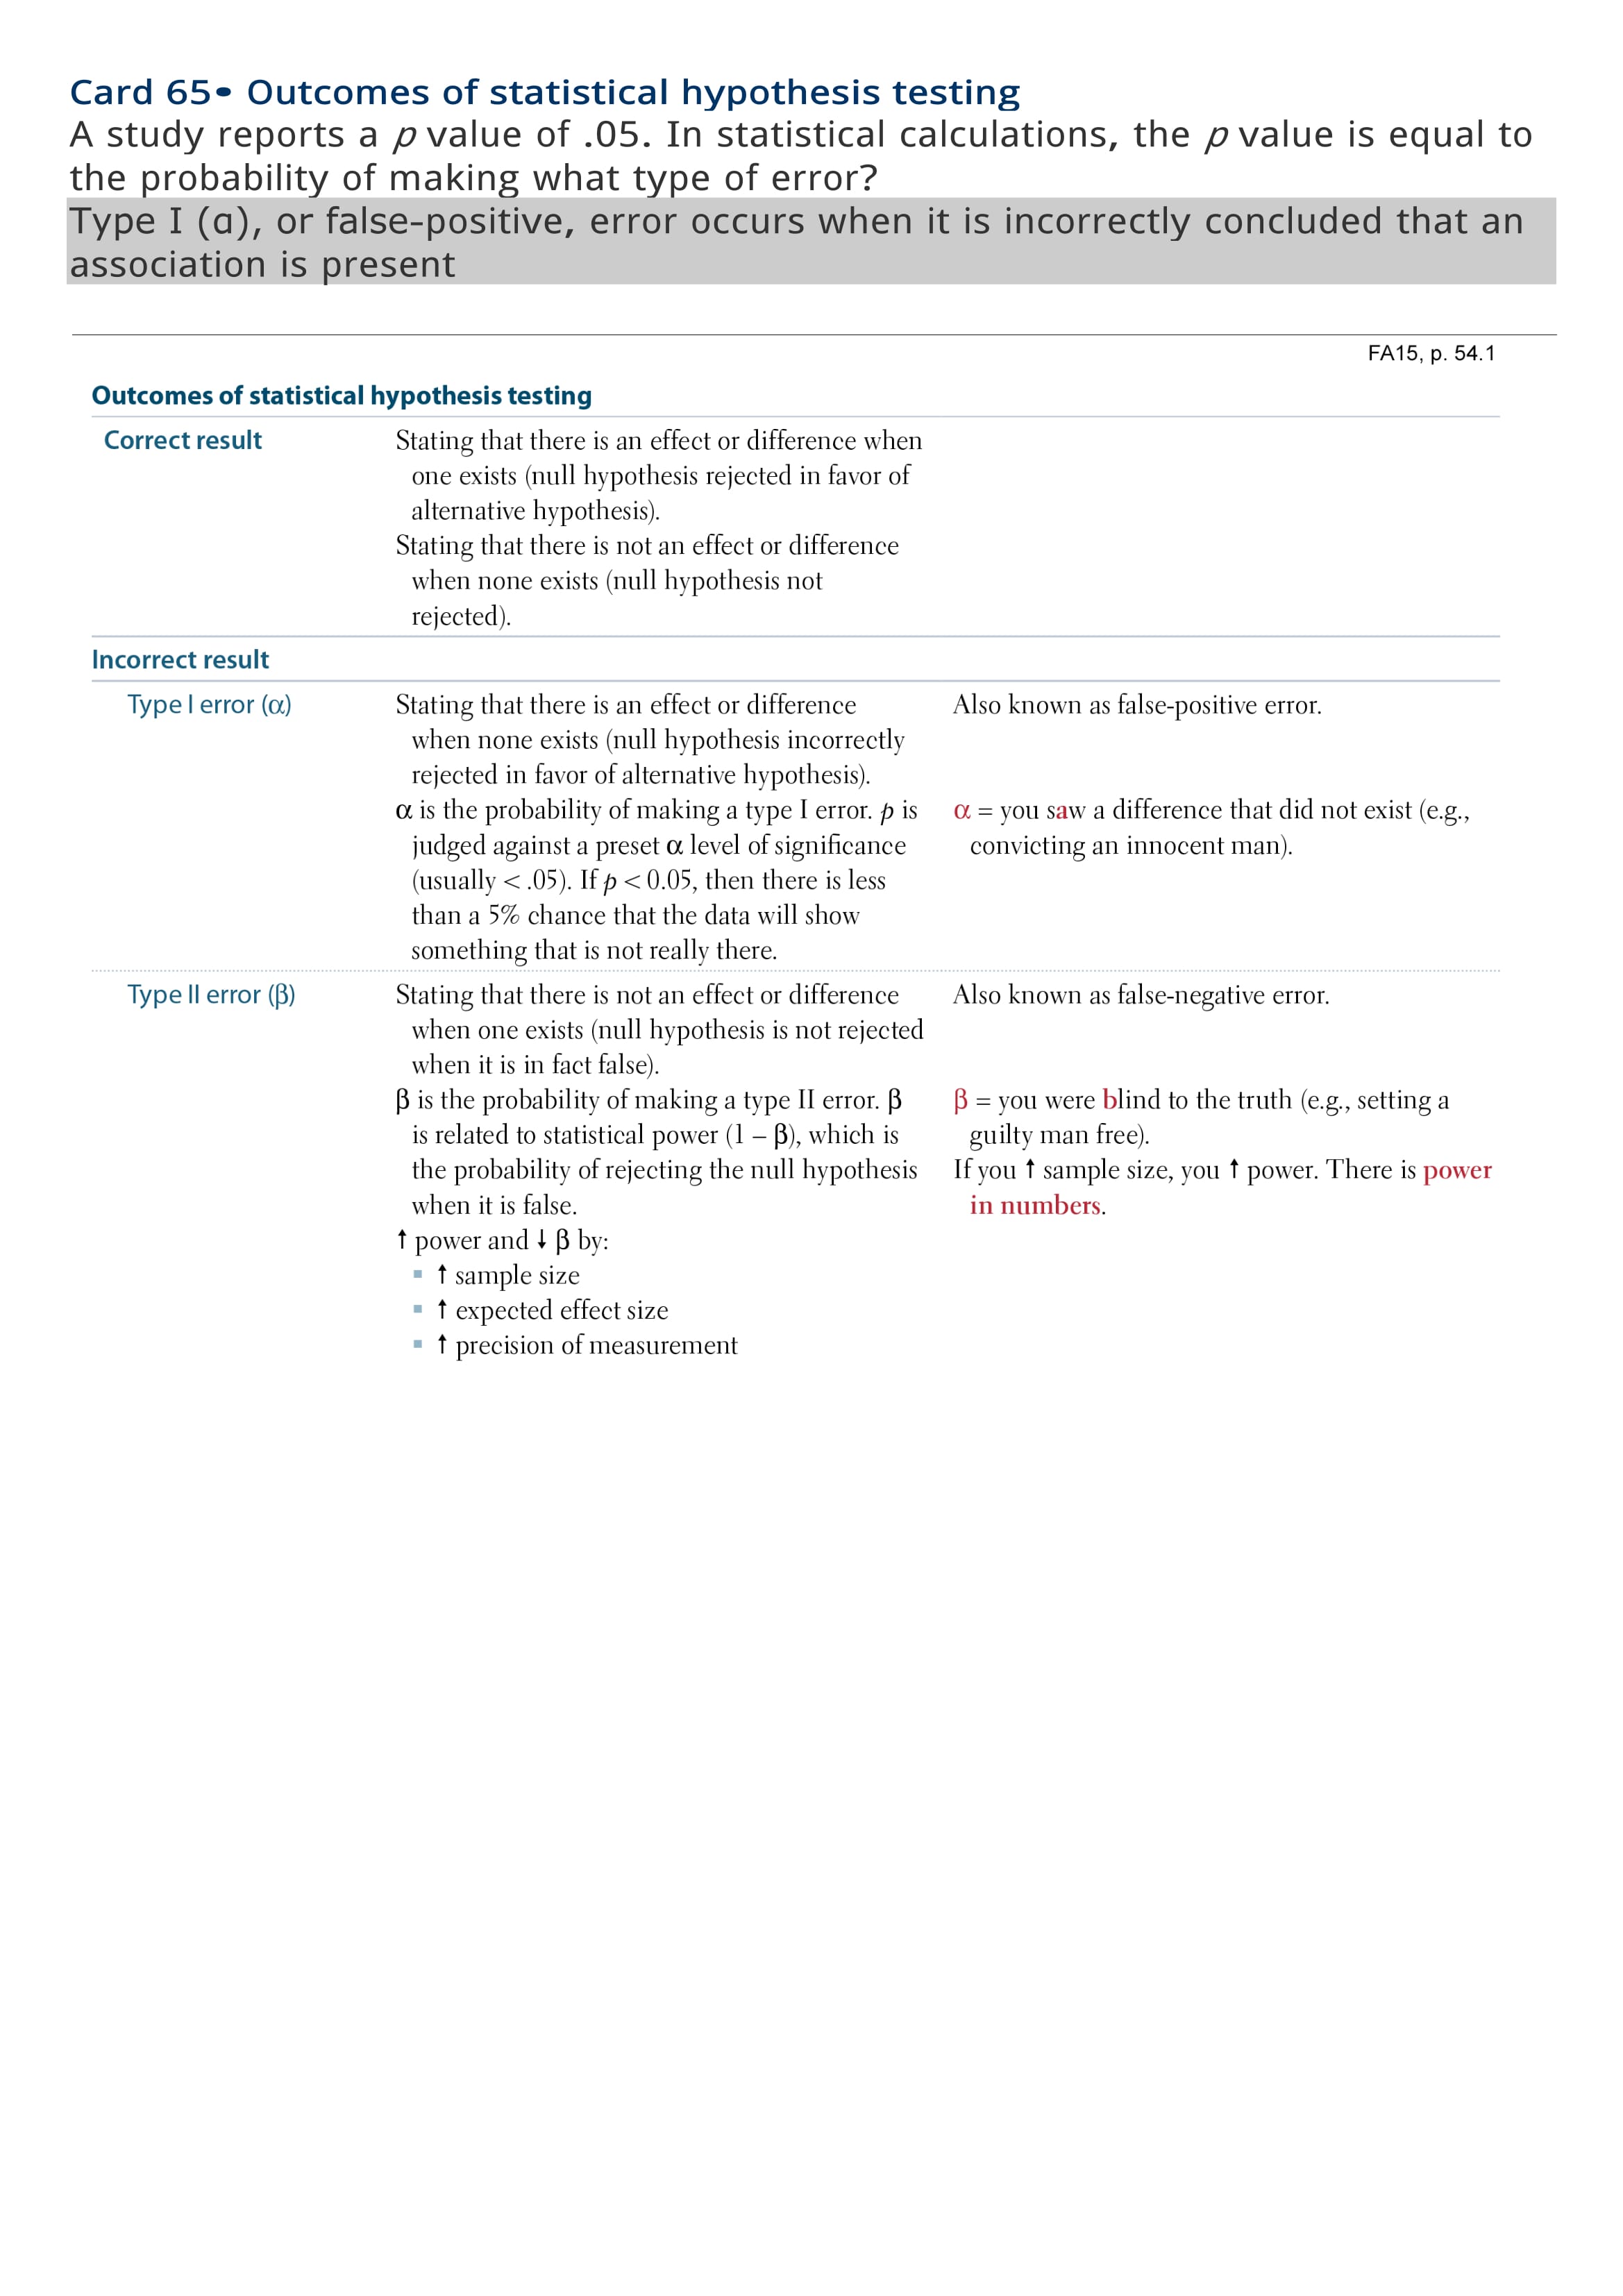 Card 65• Outcomes of statistical hypothesis testing
A study reports a p value of .05. In statistical calculations, the p value is equal to
the probability of making what type of error?
Type I (α), or false-positive, error occurs when it is incorrectly concluded that an
association is present
FA15, p. 54.1
Outcomes of statistical hypothesis testing
Correct result
Stating that there is an effect or difference when
one exists (null hypothesis rejected in favor of
alternative hypothesis).
Stating that there is not an effect or difference
when none exists (null hypothesis not
rejected).
Incorrect result
Type I error (α)
Stating that there is an effect or difference
when none exists (null hypothesis incorrectly
rejected in favor of alternative hypothesis).
Also known as false-positive error.
α is the probability of making a type I error. p is
judged against a preset α level of significance
(usually < .05). If p < 0.05, then there is less
than a 5% chance that the data will show
something that is not really there.
α = you saw a difference that did not exist (e.g.,
convicting an innocent man).
Type II error (β)
Stating that there is not an effect or difference
when one exists (null hypothesis is not rejected
when it is in fact false).
Also known as false-negative error.
β is the probability of making a type II error. β
is related to statistical power (1 – β), which is
the probability of rejecting the null hypothesis
when it is false.
β = you were blind to the truth (e.g., setting a
guilty man free).
If you ↑ sample size, you ↑ power. There is power
in numbers.
↑ power and ↓ β by:
▪ ↑ sample size
▪ ↑ expected effect size
▪ ↑ precision of measurement